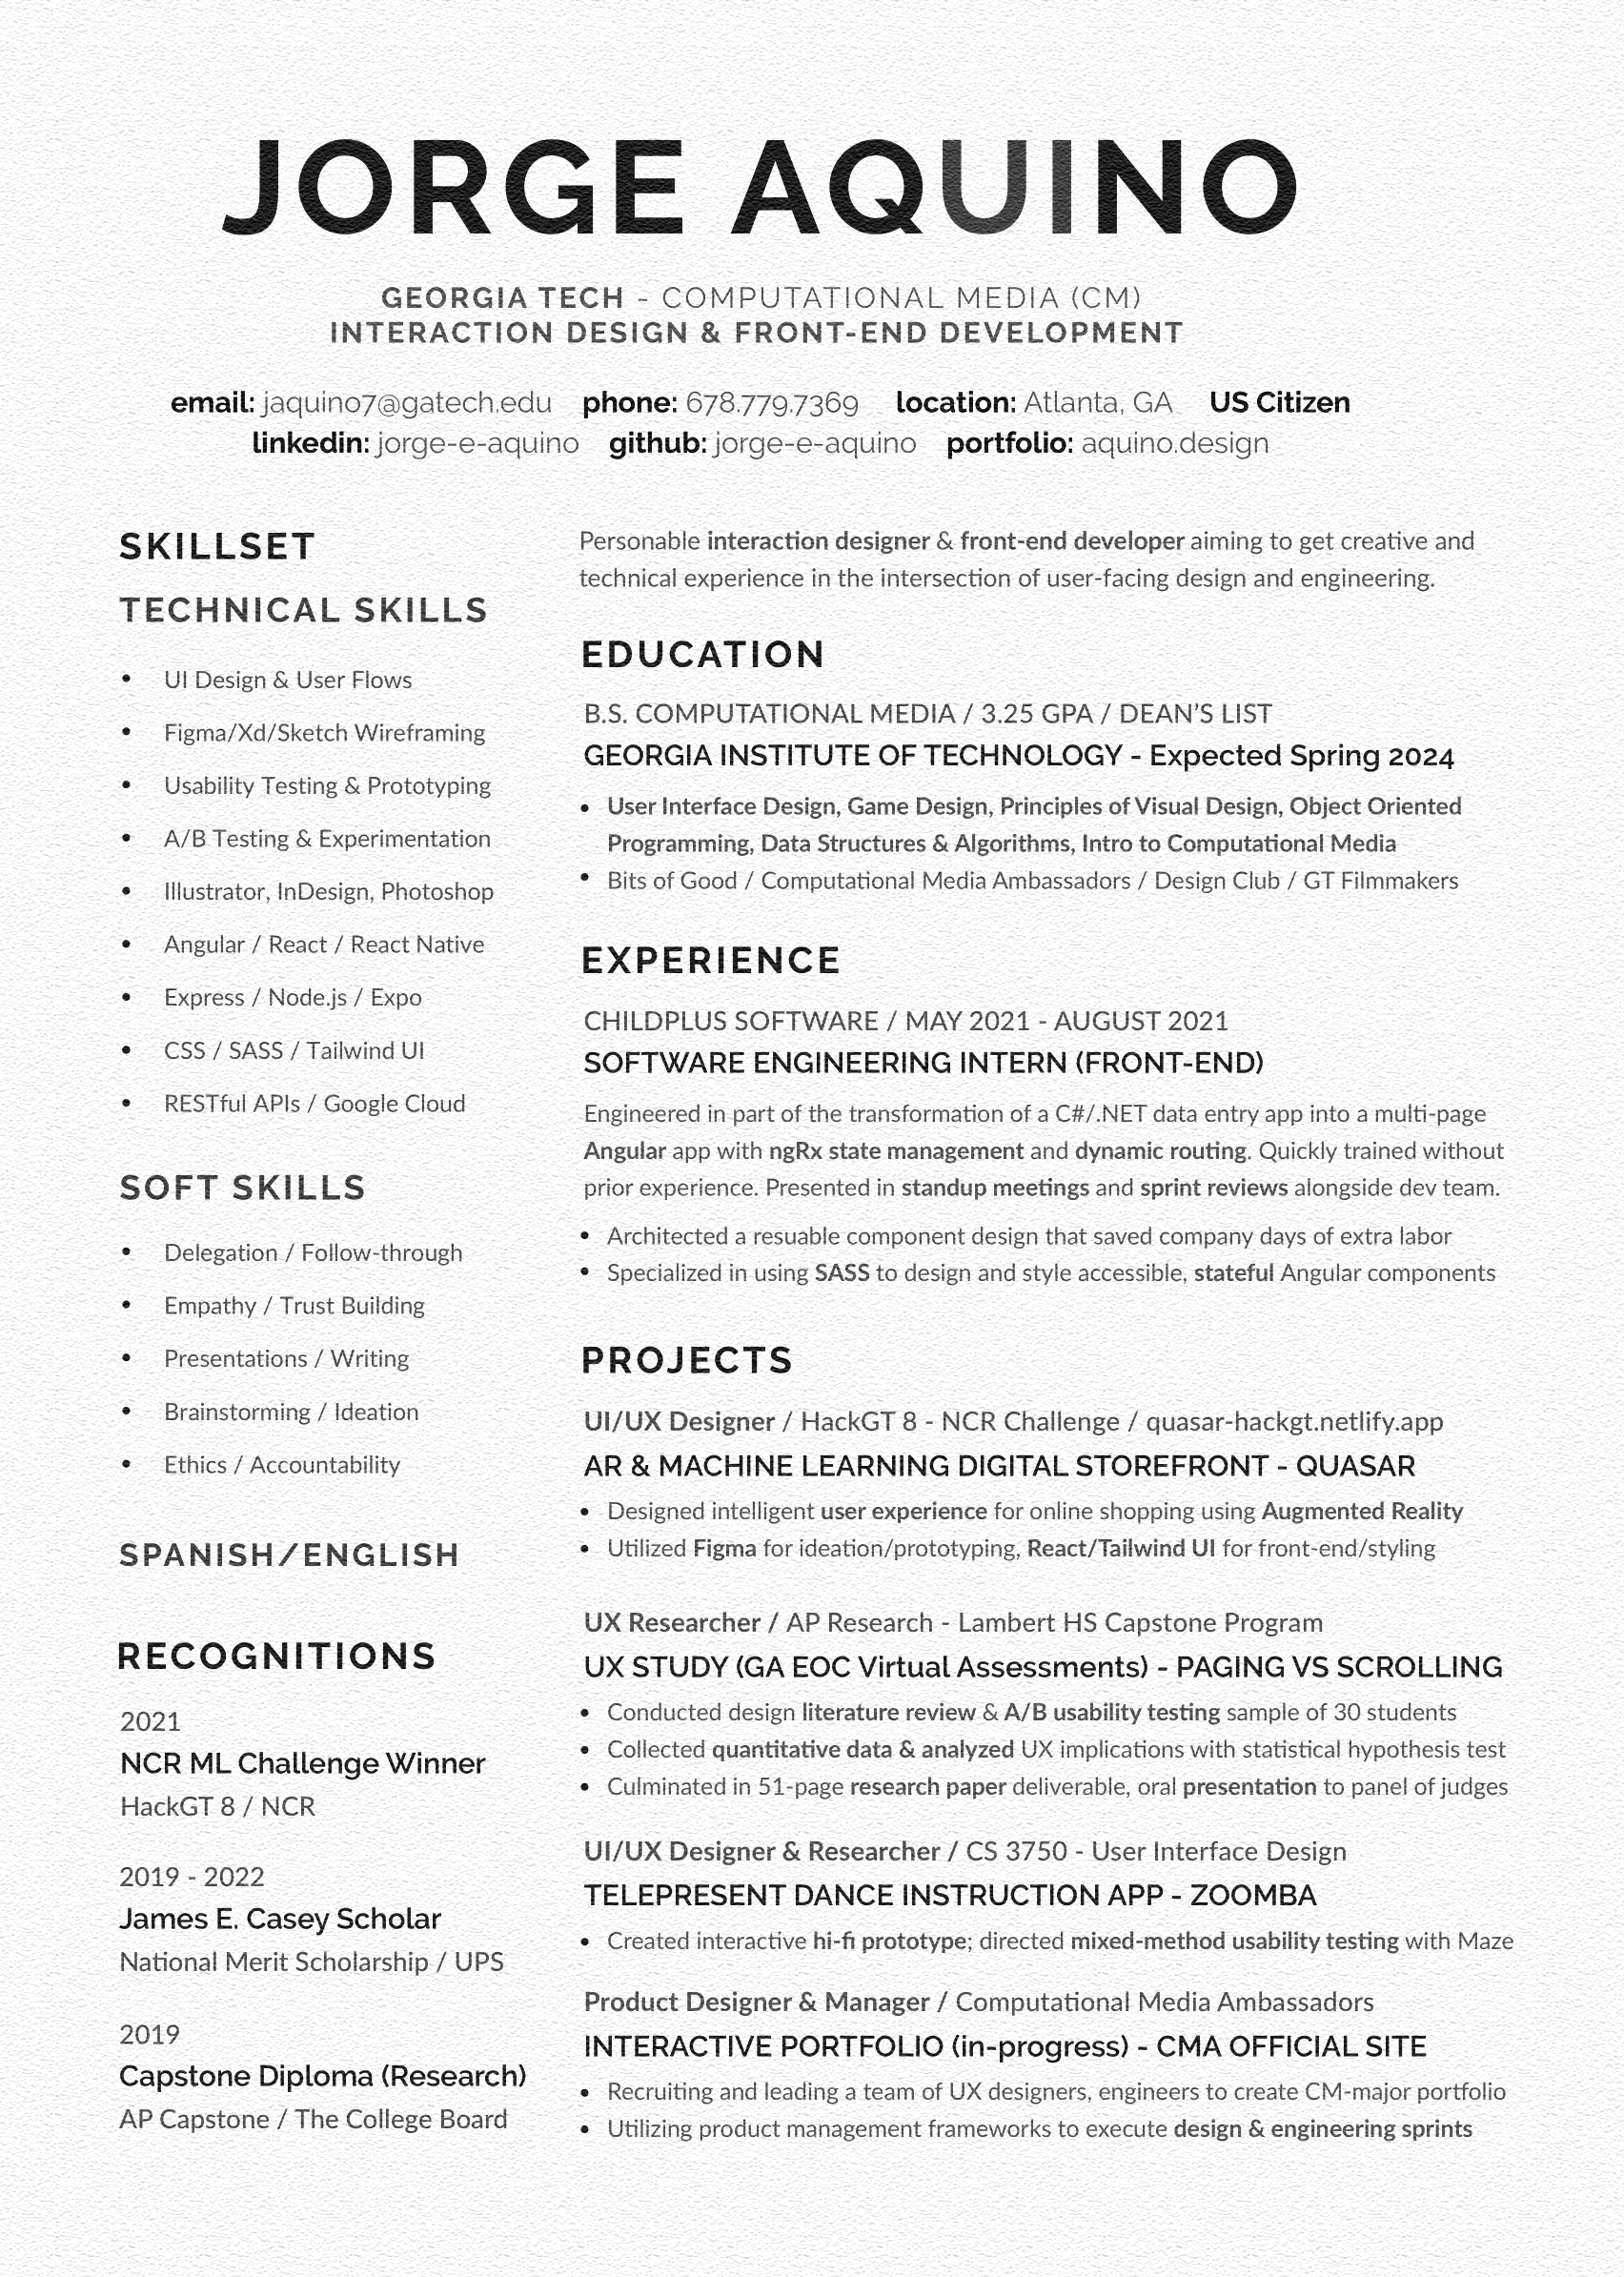 JORGE AQUINO
GEORGIA TECH - COMPUTATIONAL MEDIA (CM)
INTERACTION DESIGN & FRONT-END DEVELOPMENT
email: jaquino7@gatech.edu phone: 678.779.7369 location: Atlanta, GA US Citizen
linkedin: jorge-e-aquino github: jorge-e-aquino portfolio: aquino.design
SKILLSET
TECHNICAL SKILLS
• UI Design & User Flows
• Figma/Xd/Sketch Wireframing
• Usability Testing & Prototyping
• A/B Testing & Experimentation
• Illustrator, InDesign, Photoshop
• Angular / React / React Native
• Express / Node.js / Expo
• CSS / SASS / Tailwind UI
• RESTful APIs / Google Cloud
SOFT SKILLS
• Delegation / Follow-through
• Empathy / Trust Building
• Presentations / Writing
• Brainstorming / Ideation
• Ethics / Accountability
SPANISH/ENGLISH
RECOGNITIONS
2021
NCR ML Challenge Winner
HackGT 8 / NCR
2019 - 2022
James E. Casey Scholar
National Merit Scholarship / UPS
2019
Capstone Diploma (Research)
AP Capstone / The College Board
Personable interaction designer & front-end developer aiming to get creative and
technical experience in the intersection of user-facing design and engineering.
EDUCATION
B.S. COMPUTATIONAL MEDIA / 3.25 GPA / DEAN'S LIST
GEORGIA INSTITUTE OF TECHNOLOGY - Expected Spring 2024
• User Interface Design, Game Design, Principles of Visual Design, Object Oriented
Programming, Data Structures & Algorithms, Intro to Computational Media
• Bits of Good / Computational Media Ambassadors / Design Club / GT Filmmakers
EXPERIENCE
CHILDPLUS SOFTWARE / MAY 2021 - AUGUST 2021
SOFTWARE ENGINEERING INTERN (FRONT-END)
Engineered in part of the transformation of a C#/.NET data entry app into a multi-page
Angular app with ngRx state management and dynamic routing. Quickly trained without
prior experience. Presented in standup meetings and sprint reviews alongside dev team.
• Architected a resuable component design that saved company days of extra labor
• Specialized in using SASS to design and style accessible, stateful Angular components
PROJECTS
UI/UX Designer / HackGT 8 - NCR Challenge / quasar-hackgt.netlify.app
AR & MACHINE LEARNING DIGITAL STOREFRONT - QUASAR
• Designed intelligent user experience for online shopping using Augmented Reality
• Utilized Figma for ideation/prototyping, React/Tailwind UI for front-end/styling
UX Researcher / AP Research - Lambert HS Capstone Program
UX STUDY (GA EOC Virtual Assessments) - PAGING VS SCROLLING
• Conducted design literature review & A/B usability testing sample of 30 students
• Collected quantitative data & analyzed UX implications with statistical hypothesis test
• Culminated in 51-page research paper deliverable, oral presentation to panel of judges
UI/UX Designer & Researcher / CS 3750 - User Interface Design
TELEPRESENT DANCE INSTRUCTION APP - ZOOMBA
• Created interactive hi-fi prototype; directed mixed-method usability testing with Maze
Product Designer & Manager / Computational Media Ambassadors
INTERACTIVE PORTFOLIO (in-progress) - CMA OFFICIAL SITE
• Recruiting and leading a team of UX designers, engineers to create CM-major portfolio
• Utilizing product management frameworks to execute design & engineering sprints